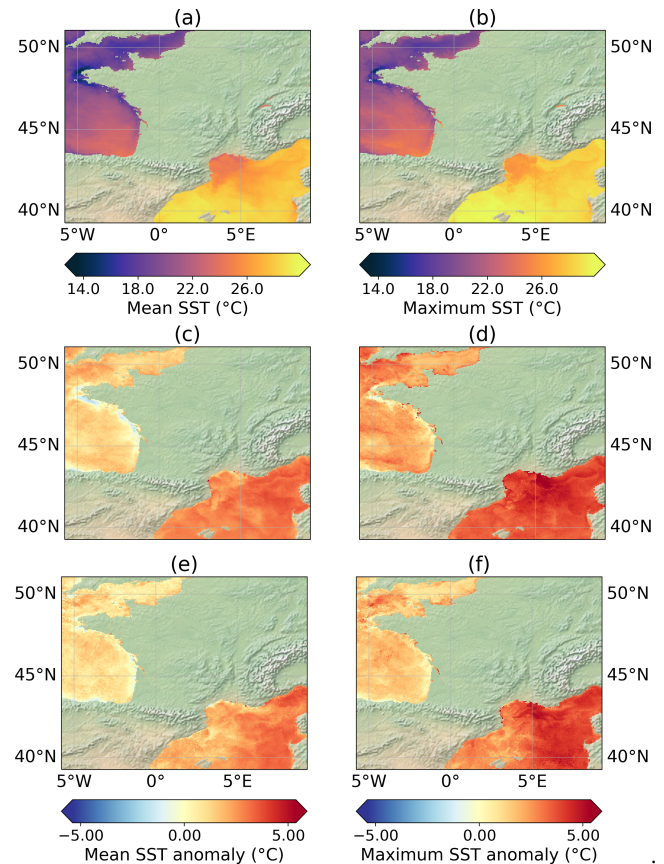 (a) (b)
50°N 50°N
45°N 45°N
40°N 40°N
5°W 0° 5°E 5°W 0° 5°E
14.0 18.0 22.0 26.0 14.0 18.0 22.0 26.0
Mean SST (°C) Maximum SST (°C)
(c) (d)
50°N 50°N
45°N 45°N
40°N 40°N
(e) (f)
50°N 50°N
45°N 45°N
40°N 40°N
5°W 0° 5°E 5°W 0° 5°E
−5.00 0.00 5.00 −5.00 0.00 5.00
Mean SST anomaly (°C) Maximum SST anomaly (°C)